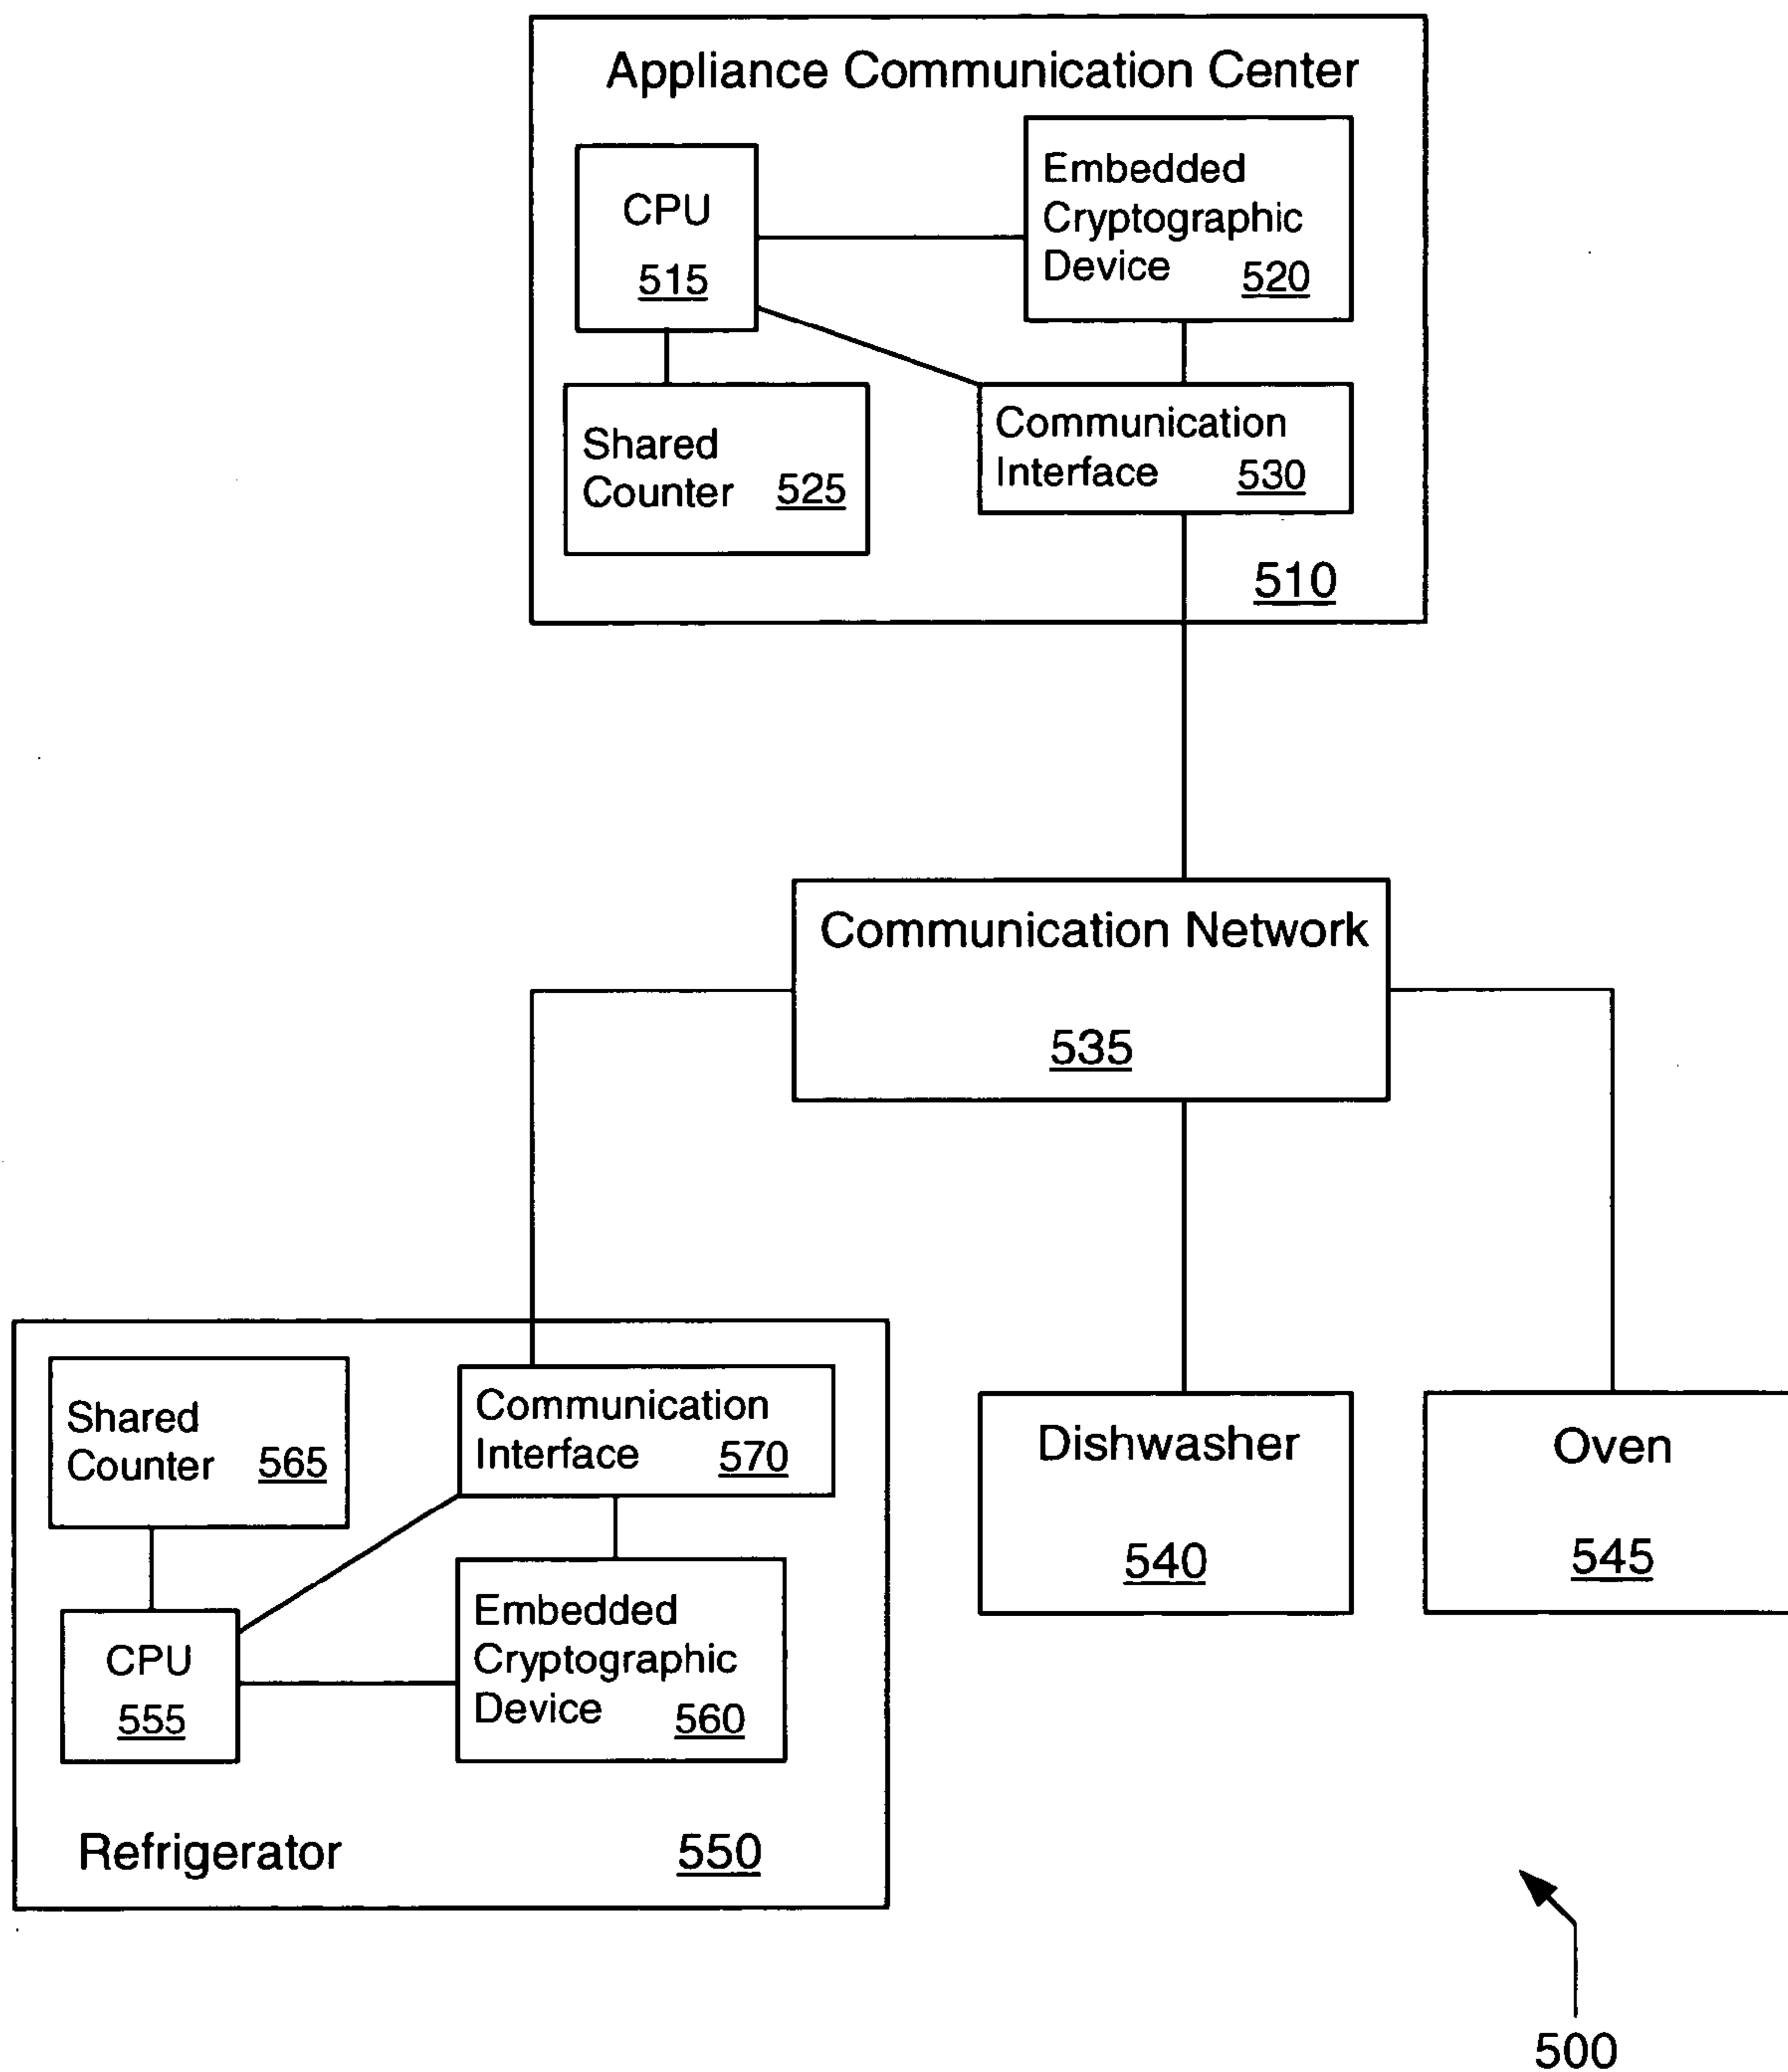 Appliance Communication Center
CPU
515
Embedded
Cryptographic
Device 520
Shared
Counter 525
Communication
Interface 530
510
Communication Network
535
Shared
Counter 565
Communication
Interface 570
CPU
555
Embedded
Cryptographic
Device 560
Refrigerator 550
Dishwasher
540
Oven
545
500